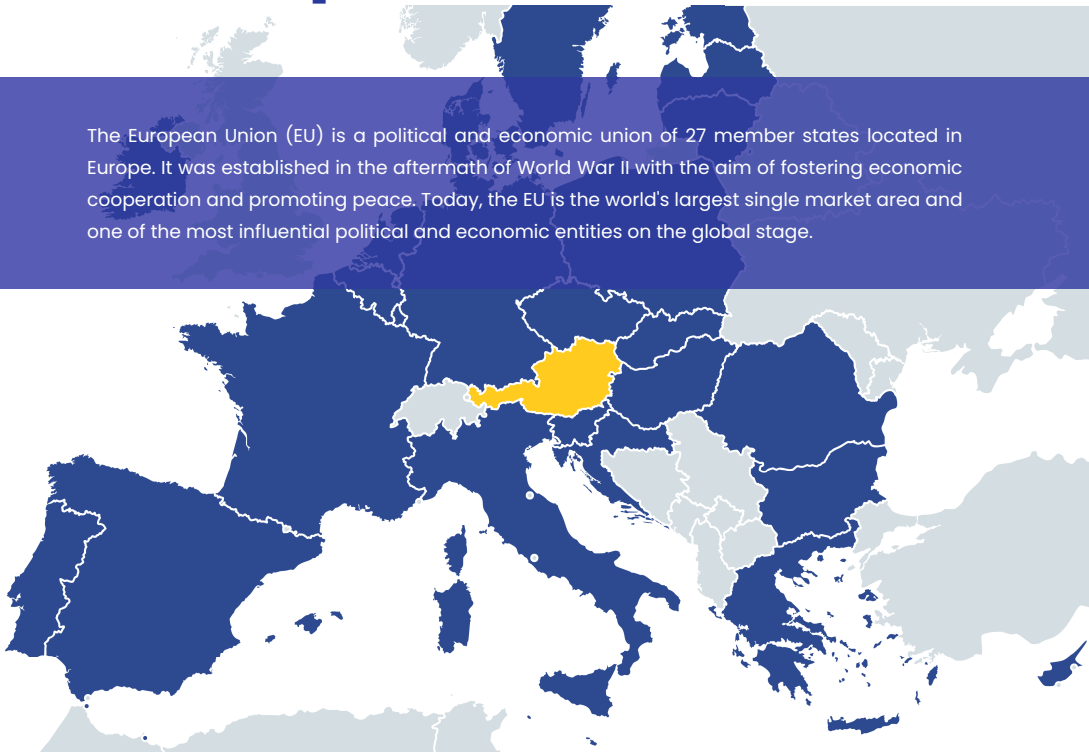 The European Union (EU) is a political and economic union of 27 member states located in
Europe. It was established in the aftermath of World War II with the aim of fostering economic
cooperation and promoting peace. Today, the EU is the world's largest single market area and
one of the most influential political and economic entities on the global stage.